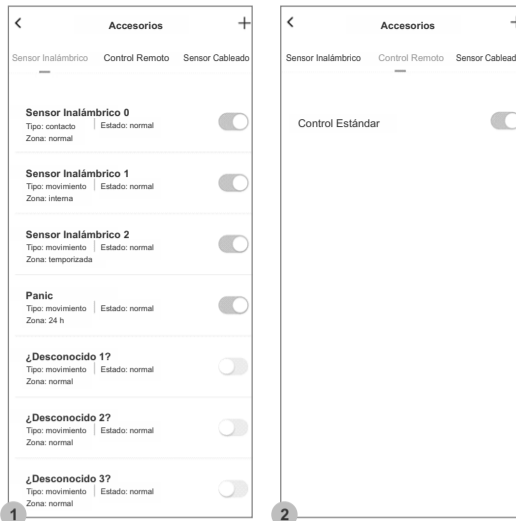 Accesorios
Sensor Inalámbrico Control Remoto Sensor Cableado
Sensor Inalámbrico 0
Tipo: contacto Estado: normal
Zona: normal
Sensor Inalámbrico 1
Tipo: movimiento Estado: normal
Zona: interna
Sensor Inalámbrico 2
Tipo: movimiento Estado: normal
Zona: temporizada
Panic
Tipo: movimiento Estado: normal
Zona: 24 h
¿Desconocido 1?
Tipo: movimiento Estado: normal
Zona: normal
¿Desconocido 2?
Tipo: movimiento Estado: normal
Zona: normal
¿Desconocido 3?
Tipo: movimiento Estado: normal
Zona: normal
1
Accesorios
Sensor Inalámbrico Control Remoto Sensor Cablead
Control Estándar
2